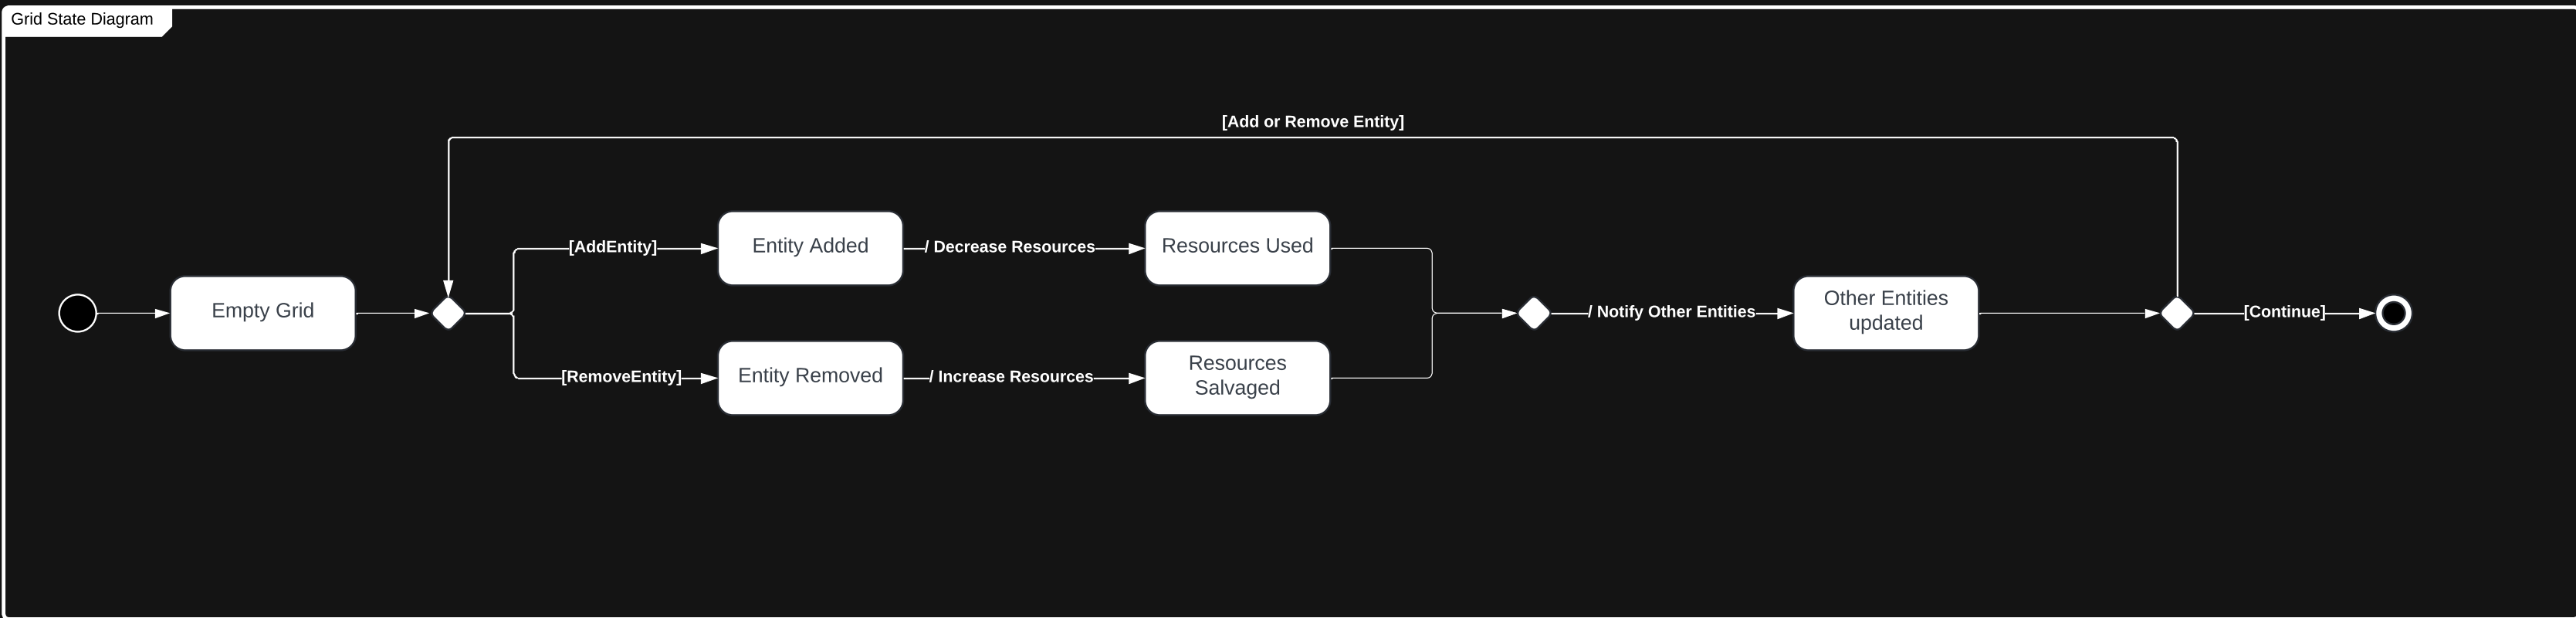 Grid State Diagram
[Add or Remove Entity]
[AddEntity]
Entity Added
/ Decrease Resources
Resources Used
Empty Grid
[RemoveEntity]
Entity Removed
/ Increase Resources
Resources
Salvaged
/ Notify Other Entities
Other Entities
updated
[Continue]